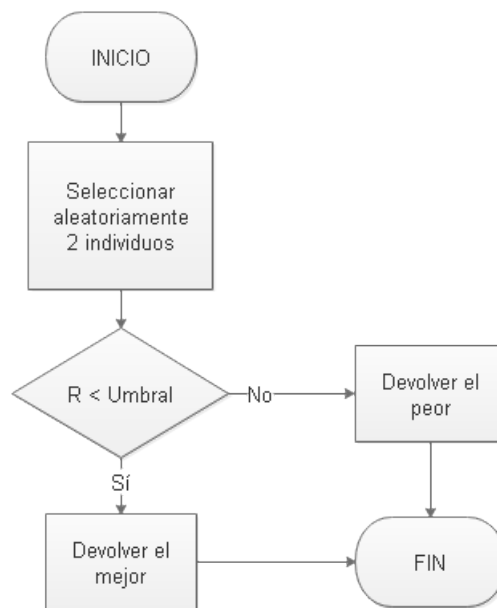 INICIO
Seleccionar
aleatoriamente
2 individuos
R < Umbral
No
Devolver el
peor
Sí
Devolver el
mejor
FIN